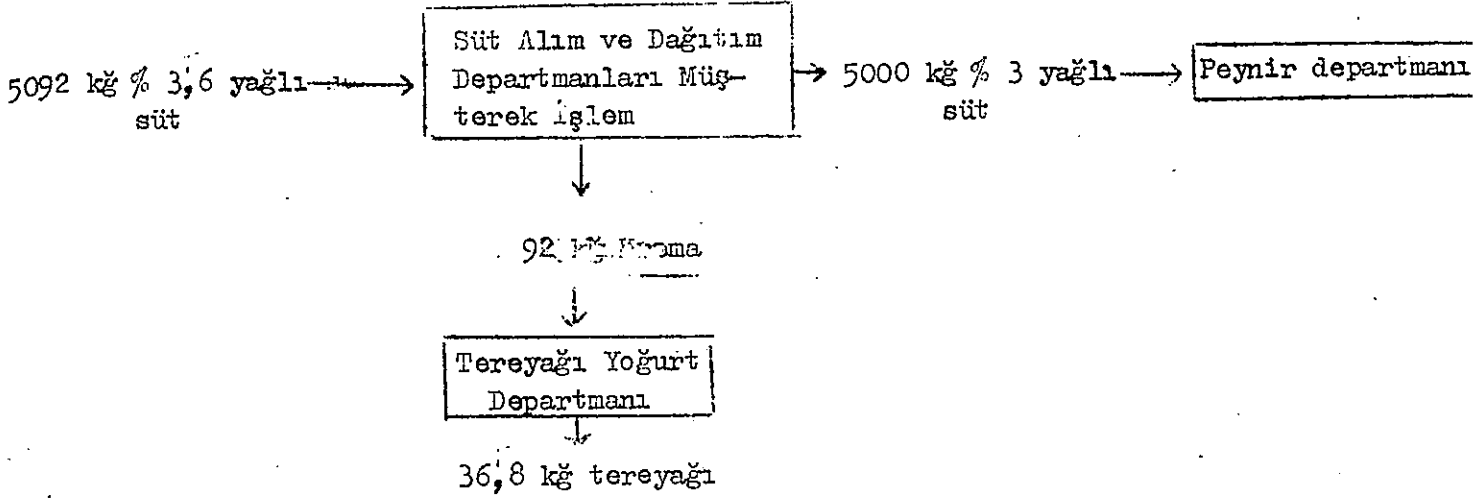 Süt Alım ve Dağıtım
Departmanları Müş-
terek işlem
5092 kğ % 3,6 yağlı
süt
5000 kğ % 3 yağlı
süt
Peynir departmanı
92
Tereyağı Yoğurt
Departmanı
36,8 kğ tereyağı